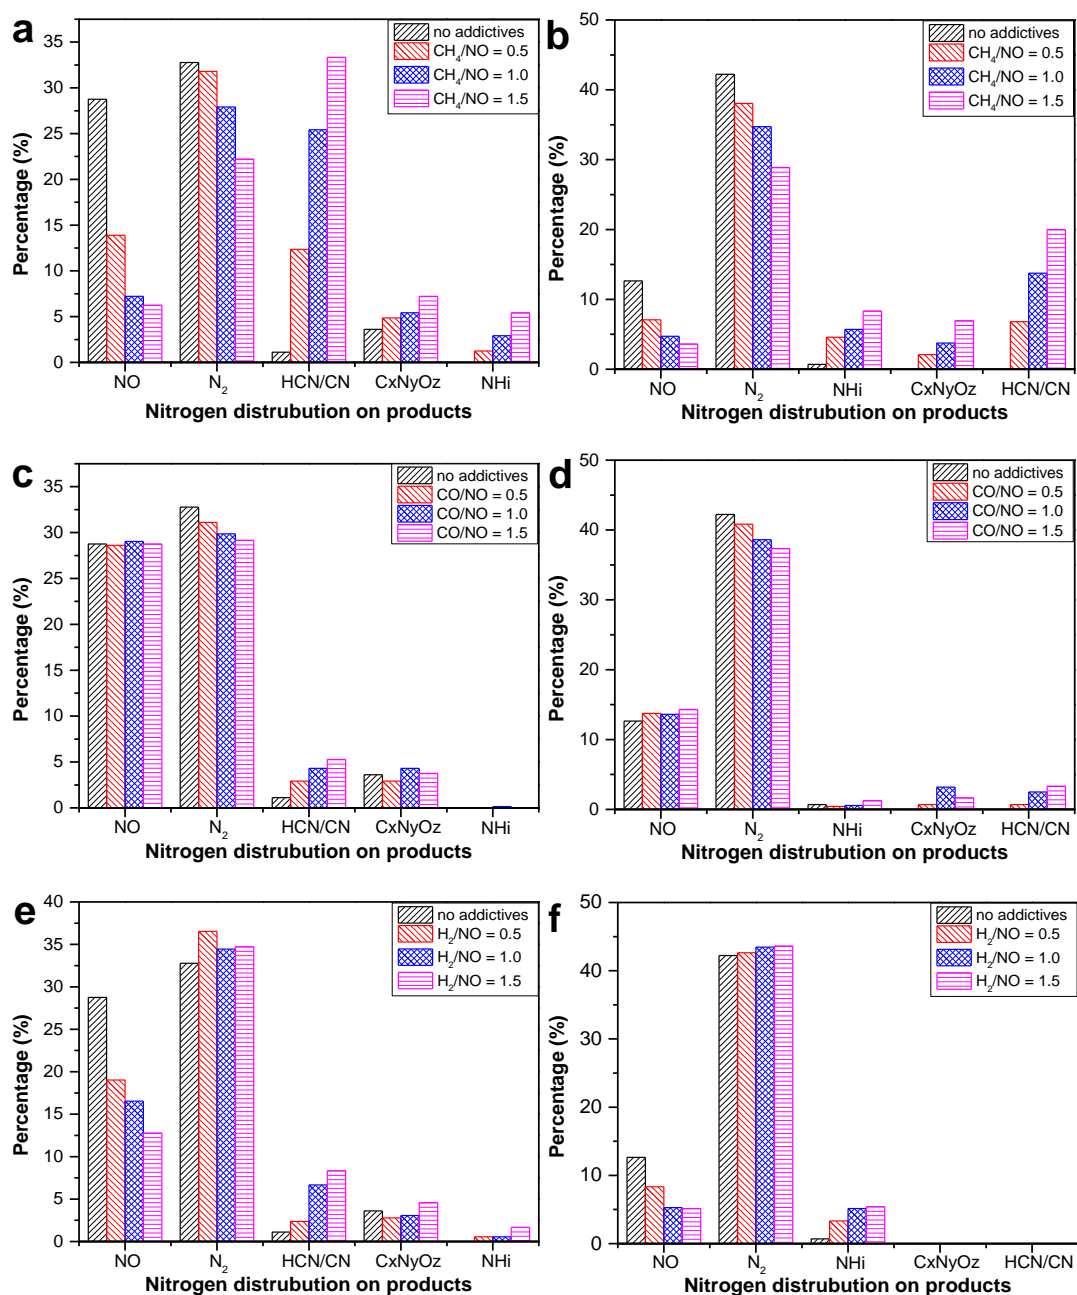 a
no addictives
CH4/NO = 0.5
CH4/NO = 1.0
CH4/NO = 1.5
35
30
25
20
15
10
5
0
Percentage (%)
NO N2 HCN/CN CxNyOz NHi
Nitrogen distrubution on products
b
no addictives
CH4/NO = 0.5
CH4/NO = 1.0
CH4/NO = 1.5
50
40
30
20
10
0
Percentage (%)
NO N2 NHi CxNyOz HCN/CN
Nitrogen distrubution on products
c
no addictives
CO/NO = 0.5
CO/NO = 1.0
CO/NO = 1.5
35
30
25
20
15
10
5
0
Percentage (%)
NO N2 HCN/CN CxNyOz NHi
Nitrogen distrubution on products
d
no addictives
CO/NO = 0.5
CO/NO = 1.0
CO/NO = 1.5
50
40
30
20
10
0
Percentage (%)
NO N2 NHi CxNyOz HCN/CN
Nitrogen distrubution on products
e
no addictives
H2/NO = 0.5
H2/NO = 1.0
H2/NO = 1.5
40
35
30
25
20
15
10
5
0
Percentage (%)
NO N2 HCN/CN CxNyOz NHi
Nitrogen distrubution on products
f
no addictives
H2/NO = 0.5
H2/NO = 1.0
H2/NO = 1.5
50
40
30
20
10
0
Percentage (%)
NO N2 NHi CxNyOz HCN/CN
Nitrogen distrubution on products